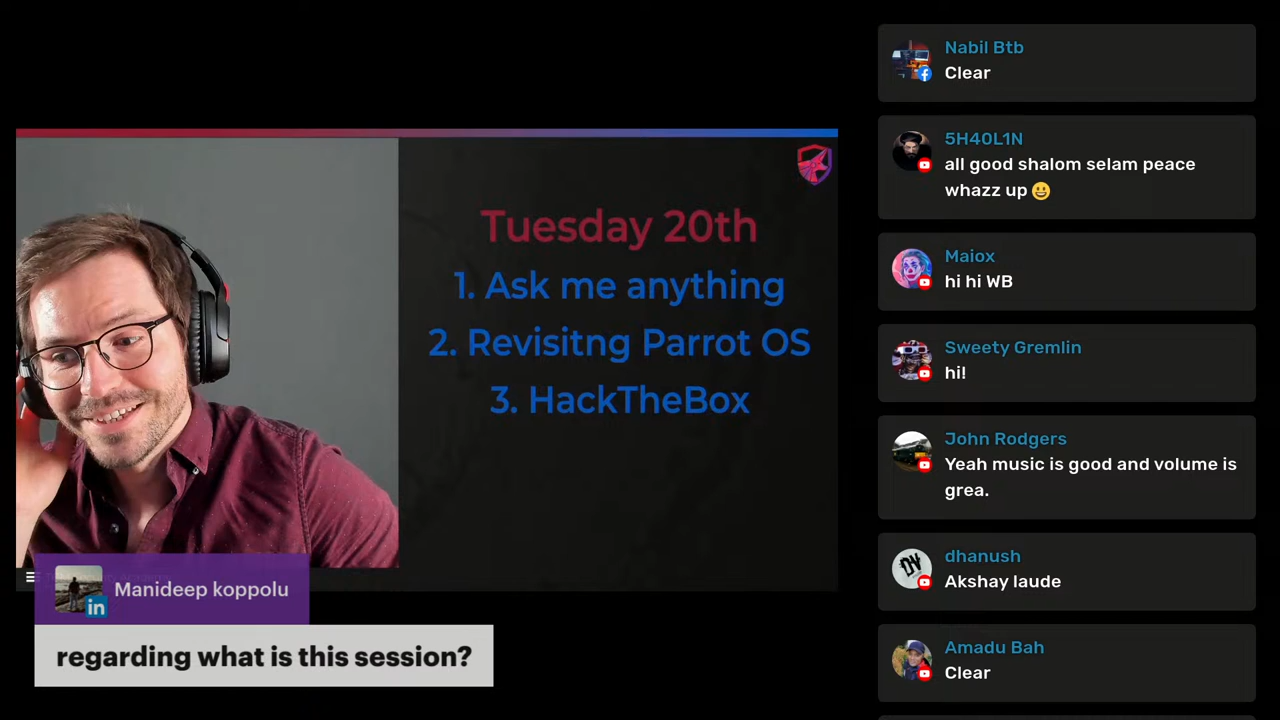 Tuesday 20th
1. Ask me anything
2. Revisitng Parrot OS
3. HackTheBox
Manideep koppolu
in
regarding what is this session?
Nabil Btb
Clear
5H40L1N
all good shalom selam peace
whazz up 😀
Maiox
hi hi WB
Sweety Gremlin
hi!
John Rodgers
Yeah music is good and volume is
grea.
dhanush
Akshay laude
Amadu Bah
Clear